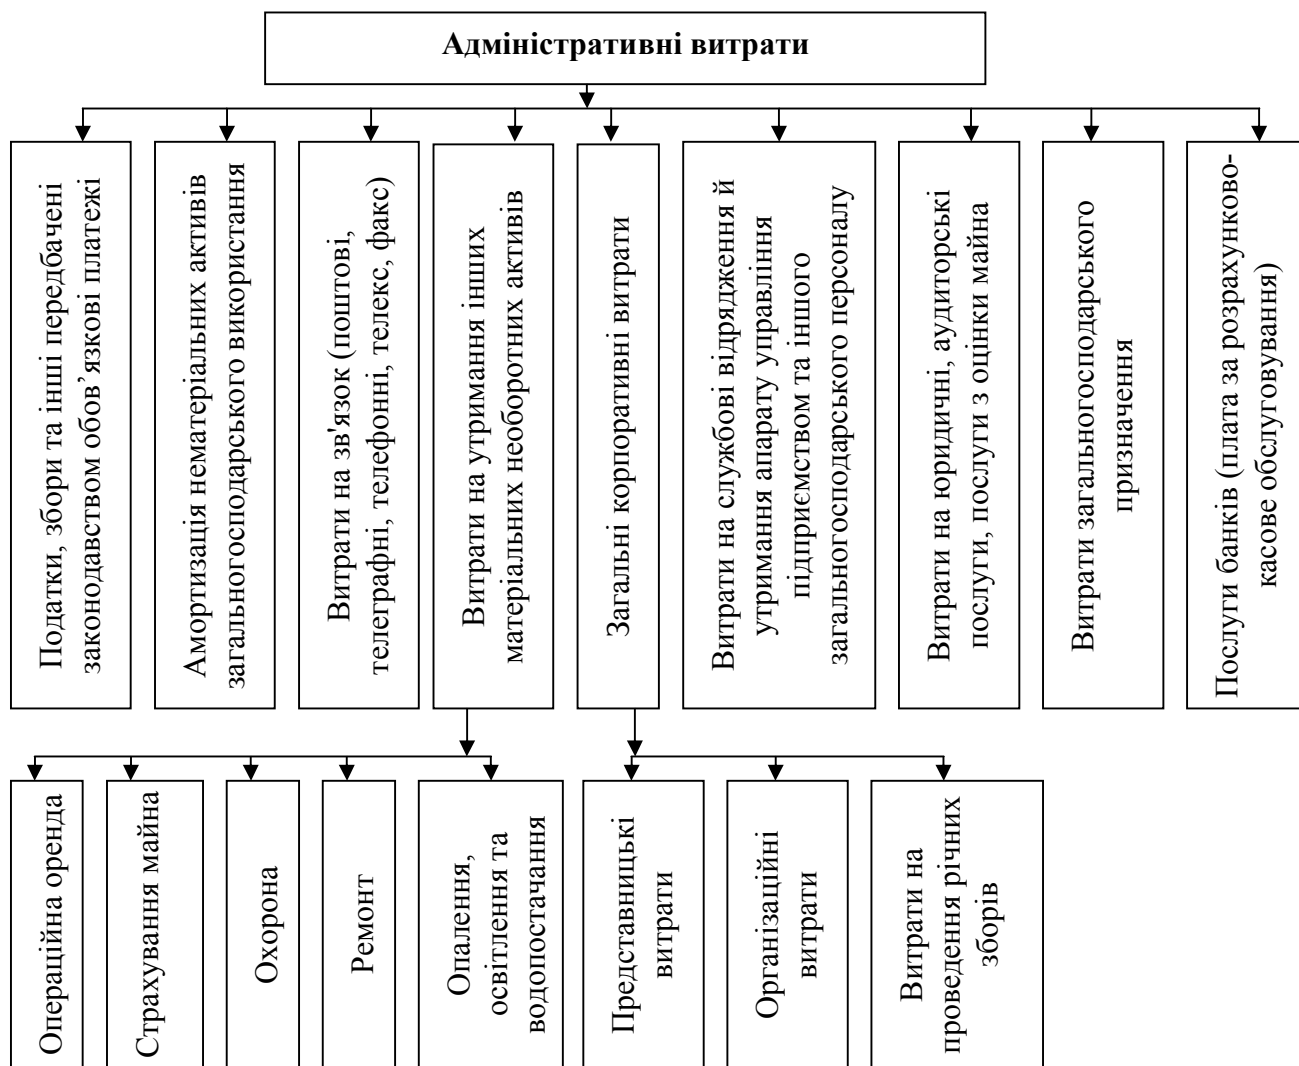 Адміністративні витрати
Податки, збори та інші передбачені
законодавством обов’язкові платежі
Амортизація нематеріальних активів
загальногосподарського використання
Витрати на зв'язок (поштові,
телеграфні, телефонні, телекс, факс)
Витрати на утримання інших
матеріальних необоротних активів
Загальні корпоративні витрати
Витрати на службові відрядження й
утримання апарату управління
підприємством та іншого
загальногосподарського персоналу
Витрати на юридичні, аудиторські
послуги, послуги з оцінки майна
Витрати загальногосподарського
призначення
Послуги банків (плата за розрахунково-
касове обслуговування)
Операційна оренда
Страхування майна
Охорона
Ремонт
Опалення,
освітлення та
водопостачання
Представницькі
витрати
Організаційні
витрати
Витрати на
проведення річних
зборів